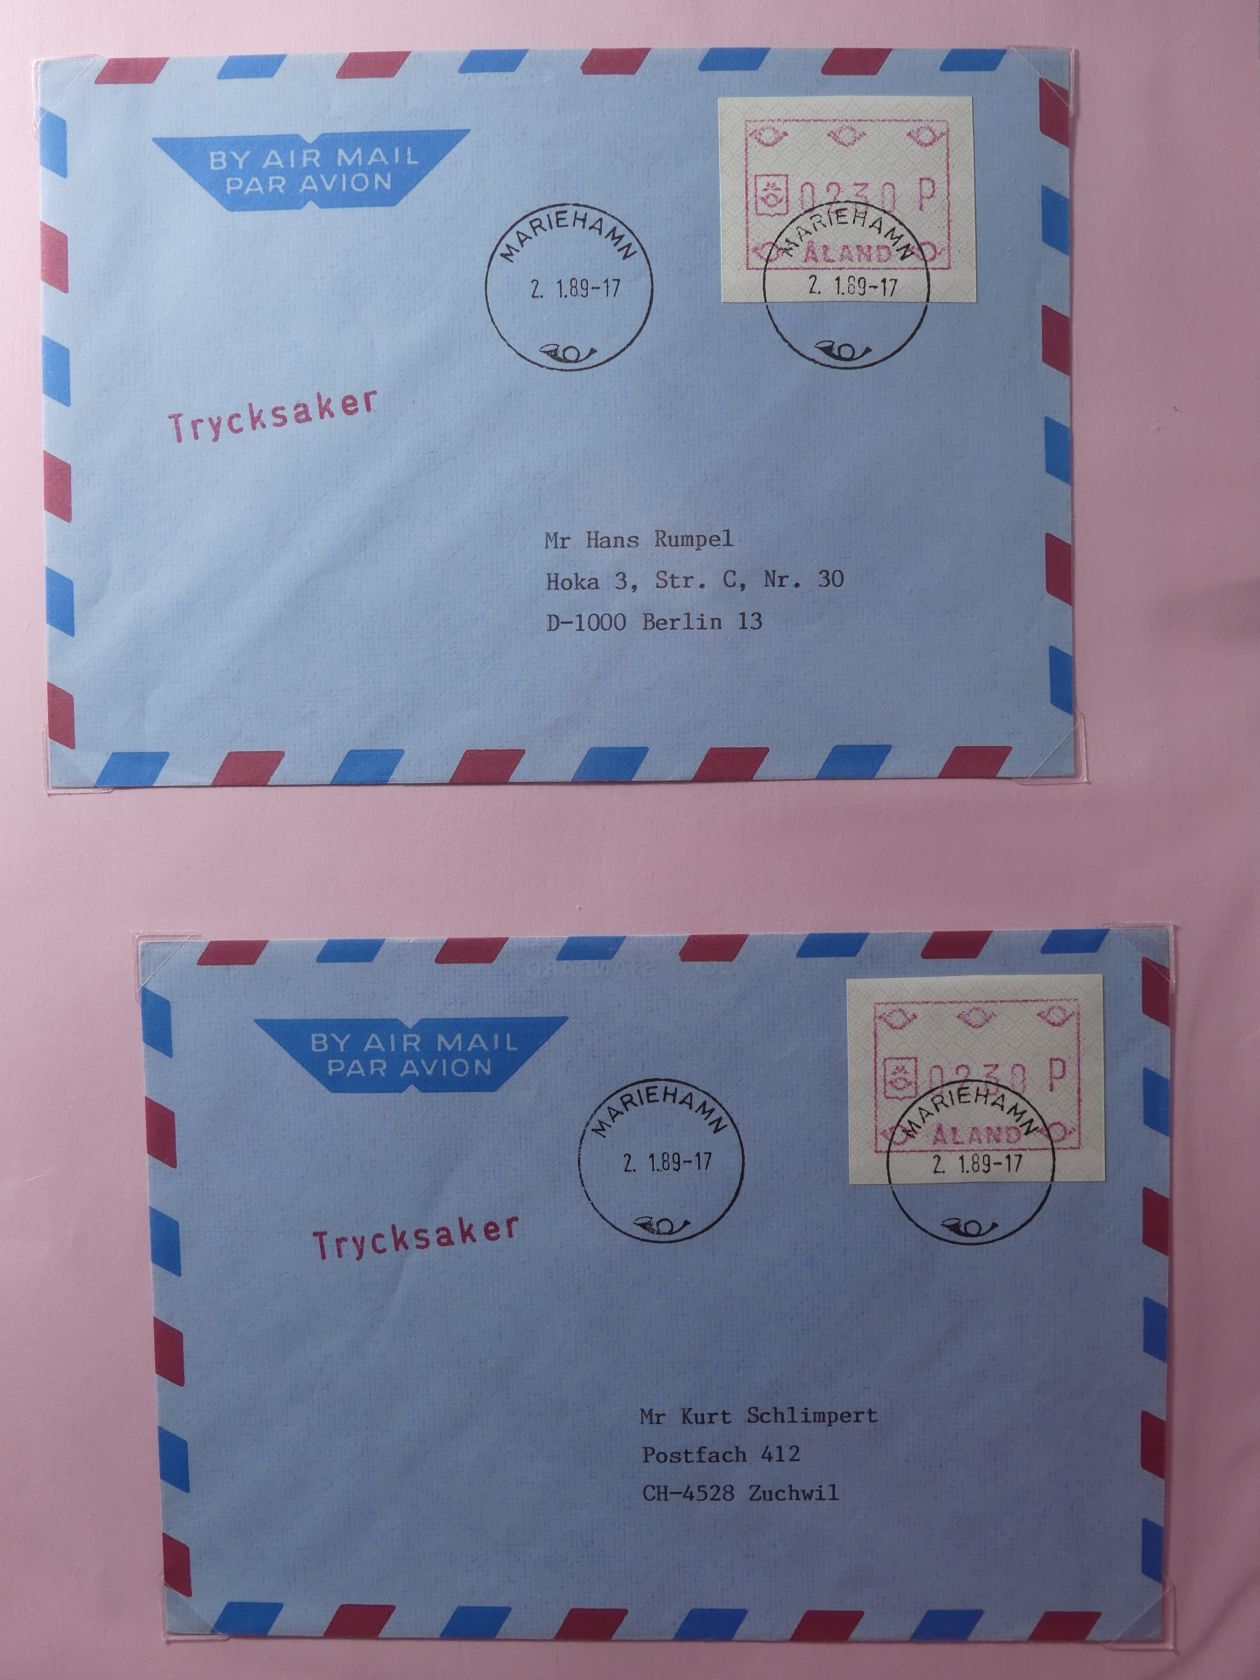 BY AIR MAIL
PAR AVION
0230 P
ÅLAND
MARIEHAMN
2. 1.89-17
MARIEHAMN
2. 1.89-17
Trycksaker
Mr Hans Rumpel
Hoka 3, Str. C, Nr. 30
D-1000 Berlin 13
BY AIR MAIL
PAR AVION
0230 P
ÅLAND
MARIEHAMN
2. 1.89-17
MARIEHAMN
2. 1.89-17
Trycksaker
Mr Kurt Schlimpert
Postfach 412
CH-4528 Zuchwil